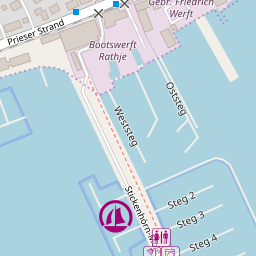 Gebr. Friedrich
Werft
Prieser Strand
Bootswerft
Rathje
Oststeg
Weststeg
Stickenhörn-
Steg 2
Steg 3
Steg 4